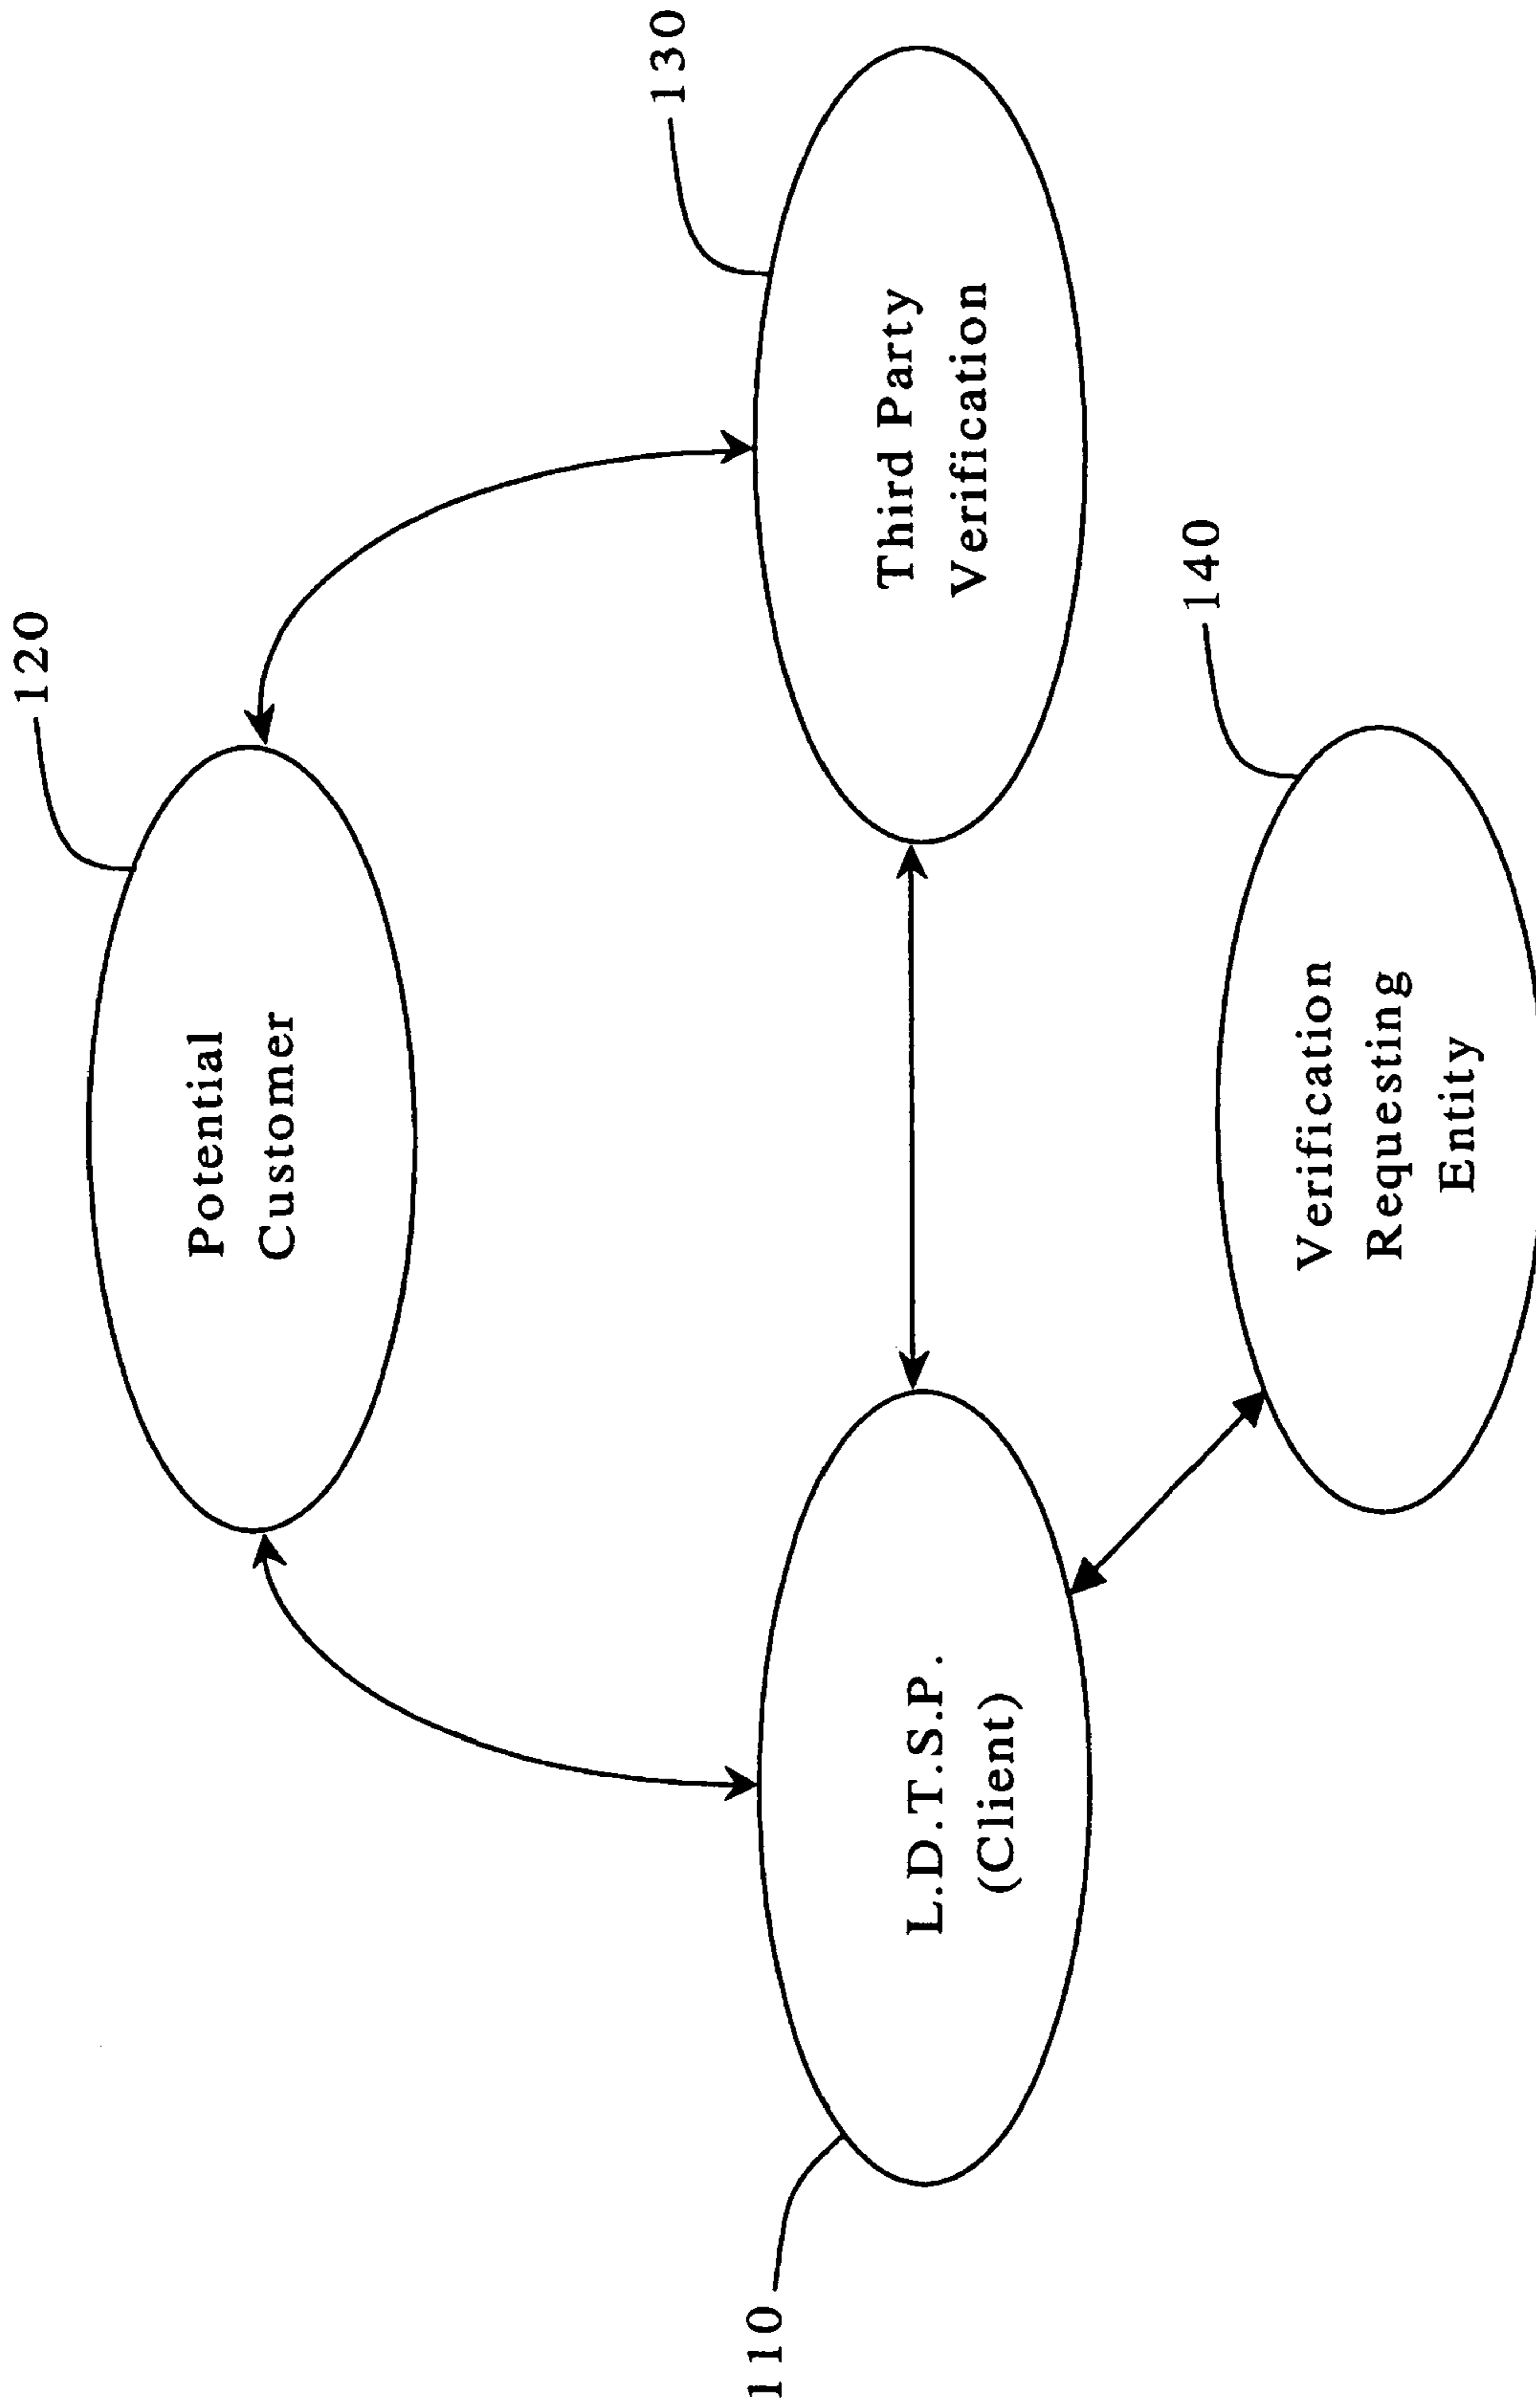 120
Potential
Customer
130
110
L.D.T.S.P.
(Client)
Third Party
Verification
140
Verification
Requesting
Entity